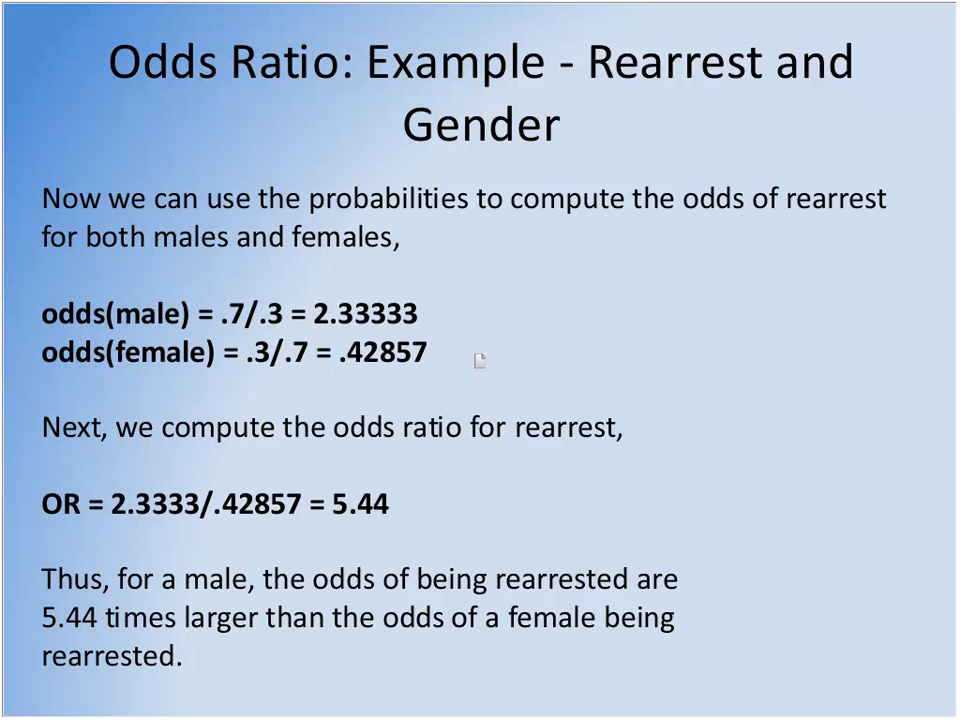 Odds Ratio: Example - Rearrest and
Gender
Now we can use the probabilities to compute the odds of rearrest
for both males and females,
odds(male) = .7/.3 = 2.33333
odds(female) = .3/.7 = .42857
Next, we compute the odds ratio for rearrest,
OR = 2.3333/.42857 = 5.44
Thus, for a male, the odds of being rearrested are
5.44 times larger than the odds of a female being
rearrested.